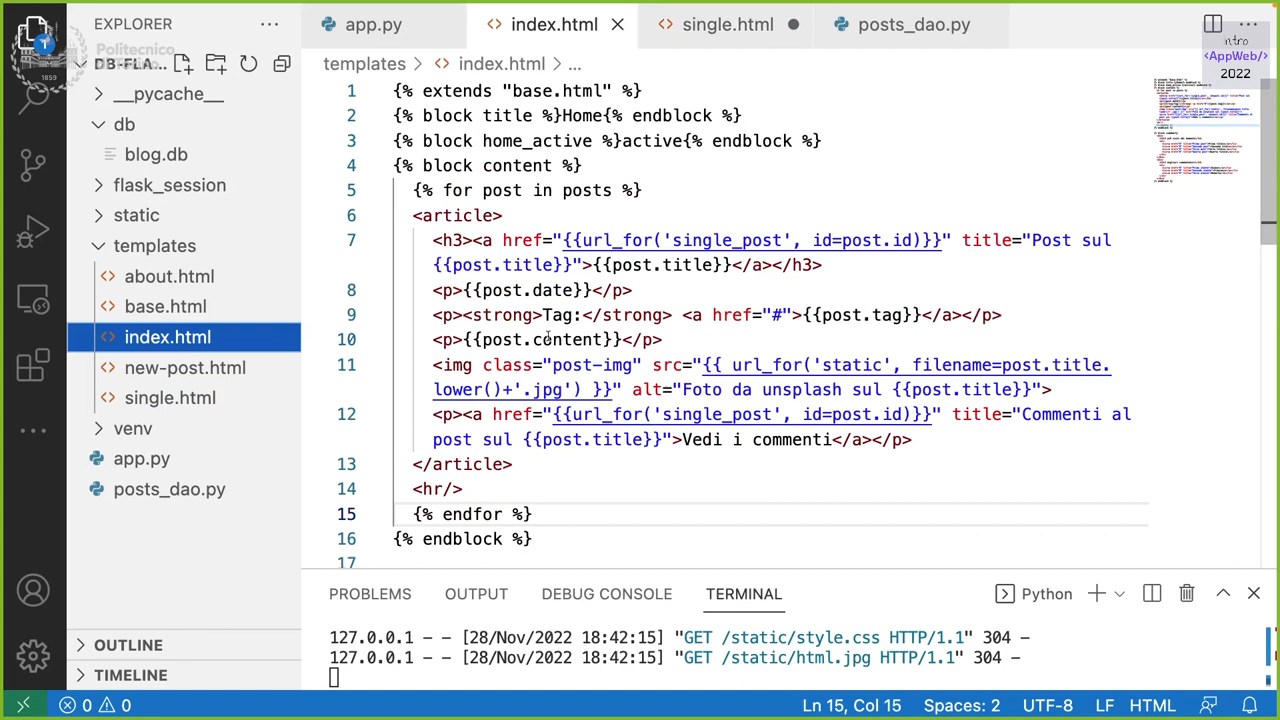 EXPLORER
app.py
index.html
single.html
posts_dao.py
Politecnico
1859
DB-FLA...
templates > index.html > ...
ntro
<AppWeb/>
2022
__pycache__
db
blog.db
flask_session
static
templates
about.html
base.html
index.html
new-post.html
single.html
venv
app.py
posts_dao.py
OUTLINE
TIMELINE
1 {% extends "base.html" %}
2 {% block title %}Home{% endblock %}
3 {% block home_active %}active{% endblock %}
4 {% block content %}
5 {% for post in posts %}
6 <article>
7 <h3><a href="{{url_for('single_post', id=post.id)}}" title="Post sul
{{post.title}}">{{post.title}}</a></h3>
8 <p>{{post.date}}</p>
9 <p><strong>Tag:</strong> <a href="#">{{post.tag}}</a></p>
10 <p>{{post.content}}</p>
11 <img class="post-img" src="{{ url_for('static', filename=post.title.
lower()+'.jpg') }}" alt="Foto da unsplash sul {{post.title}}">
12 <p><a href="{{url_for('single_post', id=post.id)}}" title="Commenti al
post sul {{post.title}}">Vedi i commenti</a></p>
13 </article>
14 <hr/>
15 {% endfor %}
16 {% endblock %}
17
PROBLEMS OUTPUT DEBUG CONSOLE TERMINAL
Python
127.0.0.1 - - [28/Nov/2022 18:42:15] "GET /static/style.css HTTP/1.1" 304 -
127.0.0.1 - - [28/Nov/2022 18:42:15] "GET /static/html.jpg HTTP/1.1" 304 -
0 0
Ln 15, Col 15 Spaces: 2 UTF-8 LF HTML